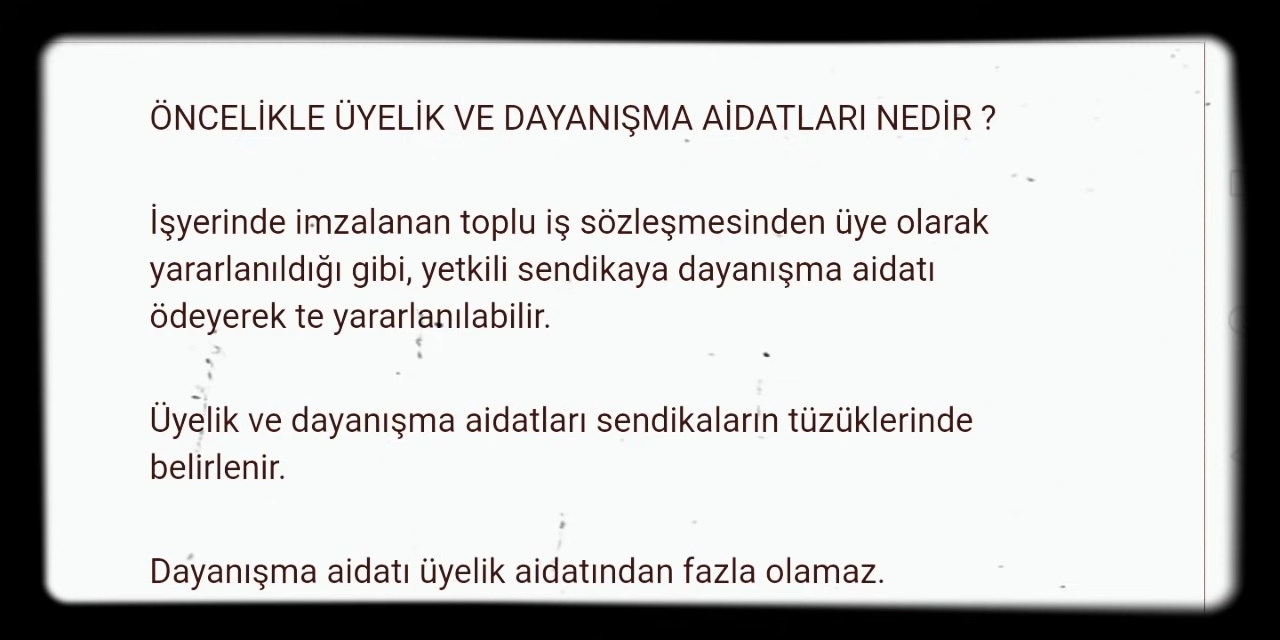 ÖNCELİKLE ÜYELİK VE DAYANIŞMA AİDATLARI NEDİR ?
İşyerinde imzalanan toplu iş sözleşmesinden üye olarak
yararlanıldığı gibi, yetkili sendikaya dayanışma aidatı
ödeyerek te yararlanılabilir.
Üyelik ve dayanışma aidatları sendikaların tüzüklerinde
belirlenir.
Dayanışma aidatı üyelik aidatından fazla olamaz.